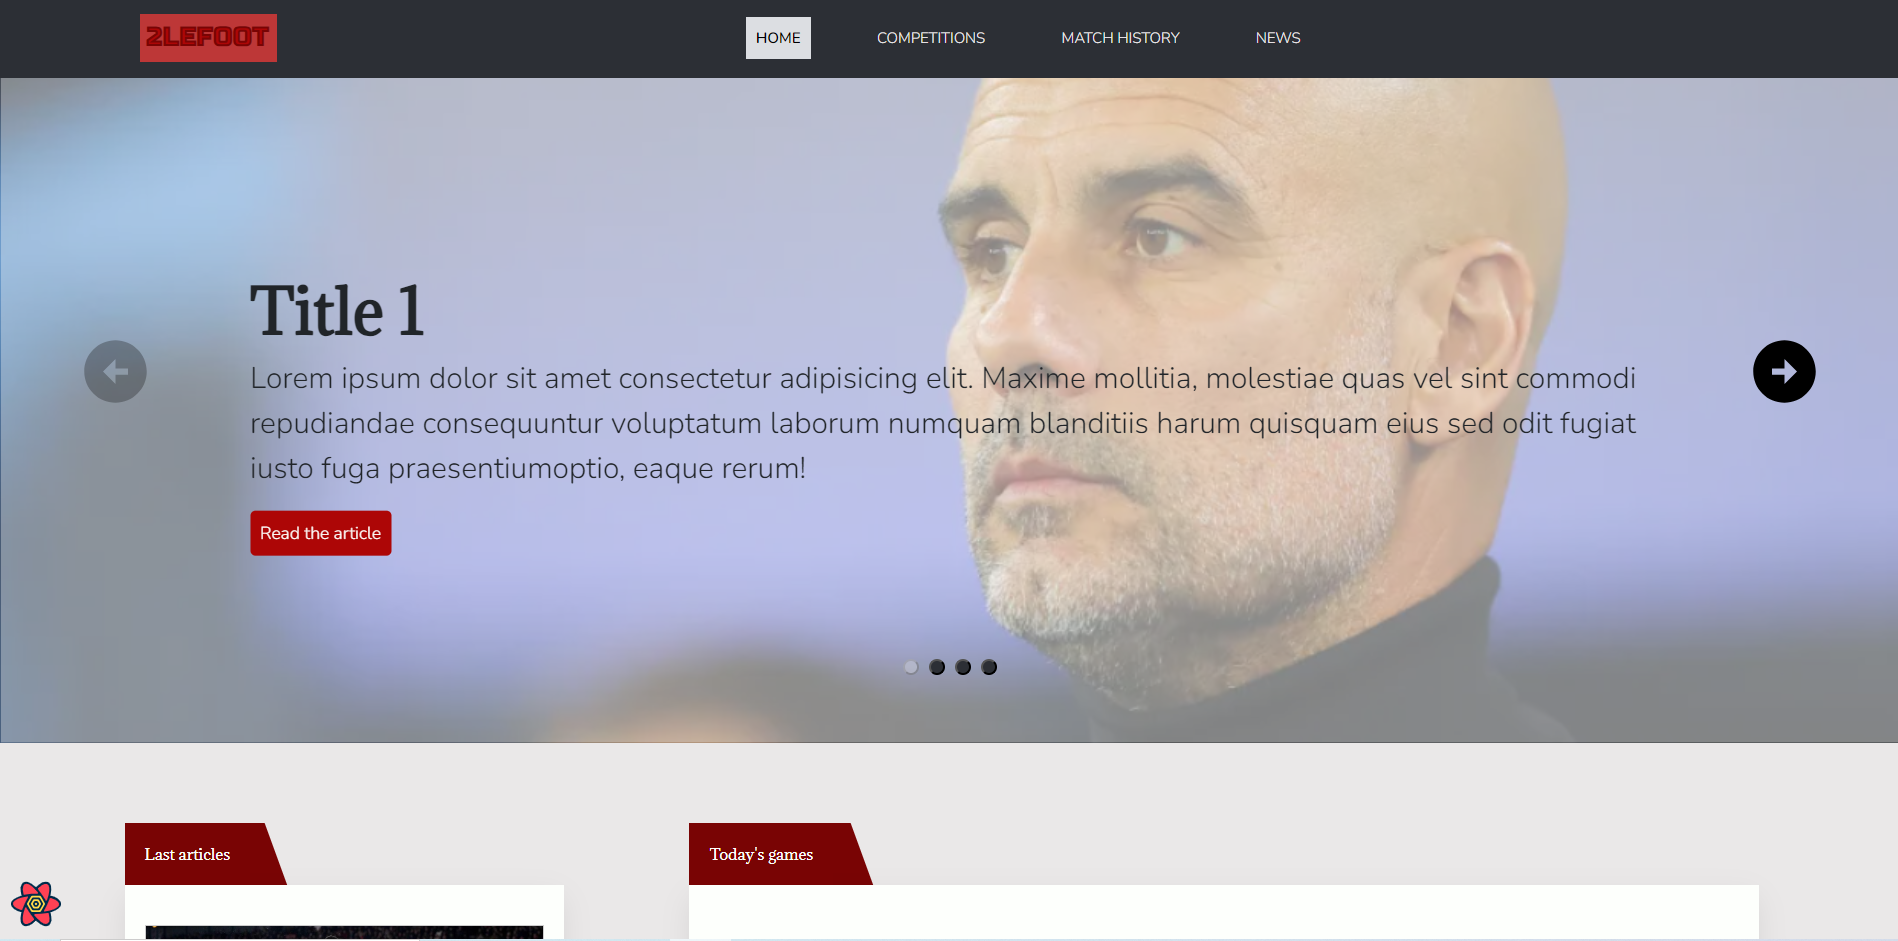 2LEFOOT
HOME
COMPETITIONS
MATCH HISTORY
NEWS
Title 1
Lorem ipsum dolor sit amet consectetur adipisicing elit. Maxime mollitia, molestiae quas vel sint commodi
repudiandae consequuntur voluptatum laborum numquam blanditiis harum quisquam eius sed odit fugiat
iusto fuga praesentiumoptio, eaque rerum!
Read the article
Last articles
Today's games